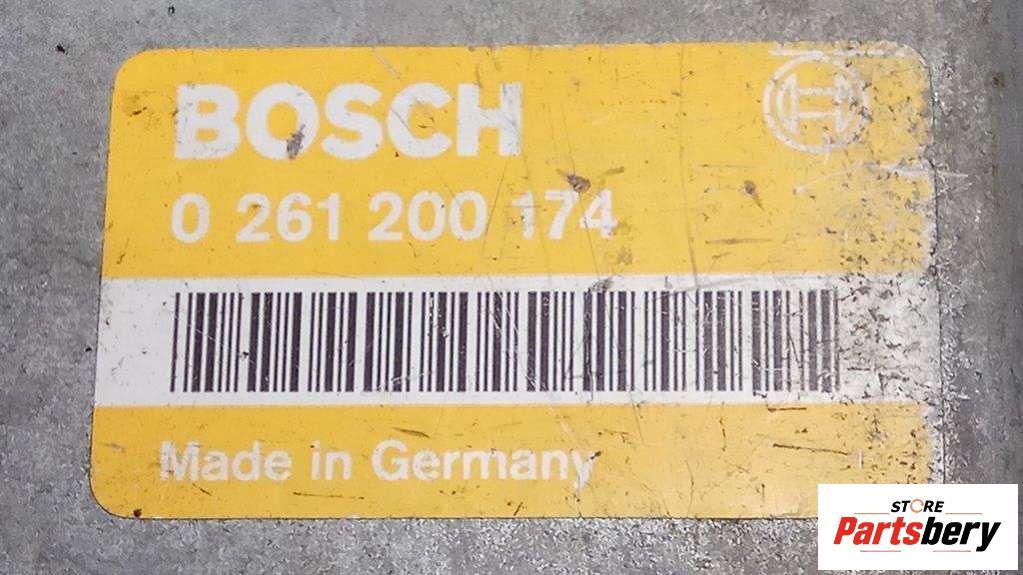 BOSCH
0 261 200 174
Made in Germany
STORE
Partsbery